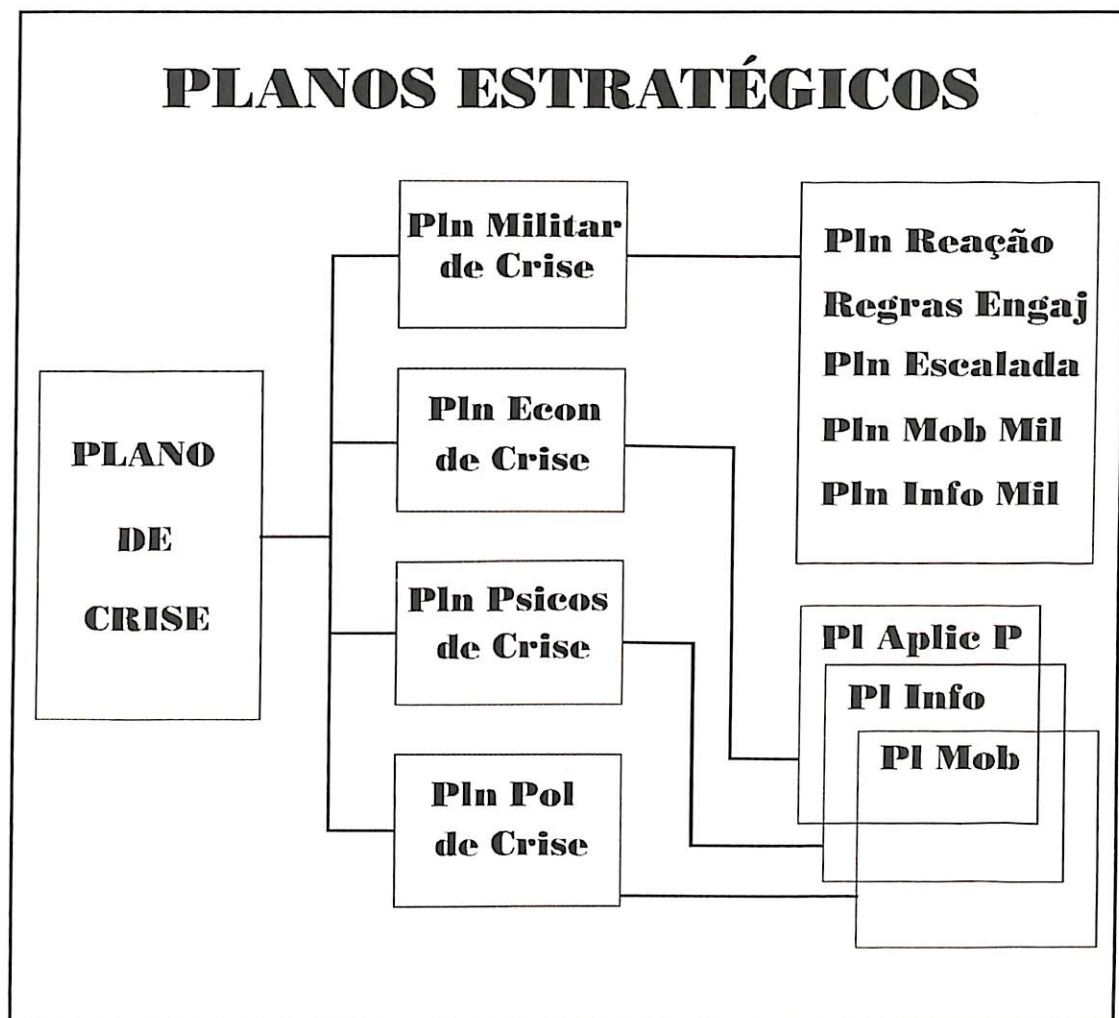 PLANOS ESTRATÉGICOS
PLANO
DE
CRISE
Pln Militar
de Crise
Pln Econ
de Crise
Pln Psicos
de Crise
Pln Pol
de Crise
Pln Reação
Regras Engaj
Pln Escalada
Pln Mob Mil
Pln Info Mil
Pl Aplic P
Pl Info
Pl Mob